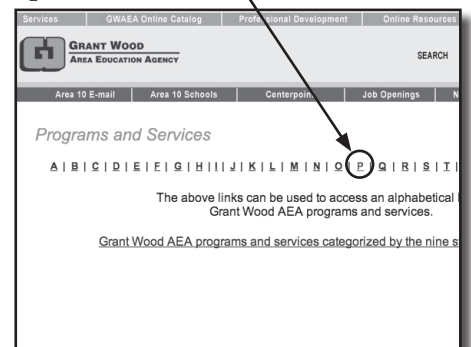 Services | GWAEA Online Catalog | Professional Development | Online Resources
GRANT WOOD
AREA EDUCATION AGENCY
SEARCH
Area 10 E-mail | Area 10 Schools | Centerpoint | Job Openings | N
Programs and Services
A | B | C | D | E | F | G | H | I | J | K | L | M | N | O | P | Q | R | S | T |
The above links can be used to access an alphabetical
Grant Wood AEA programs and services.
Grant Wood AEA programs and services categorized by the nine s